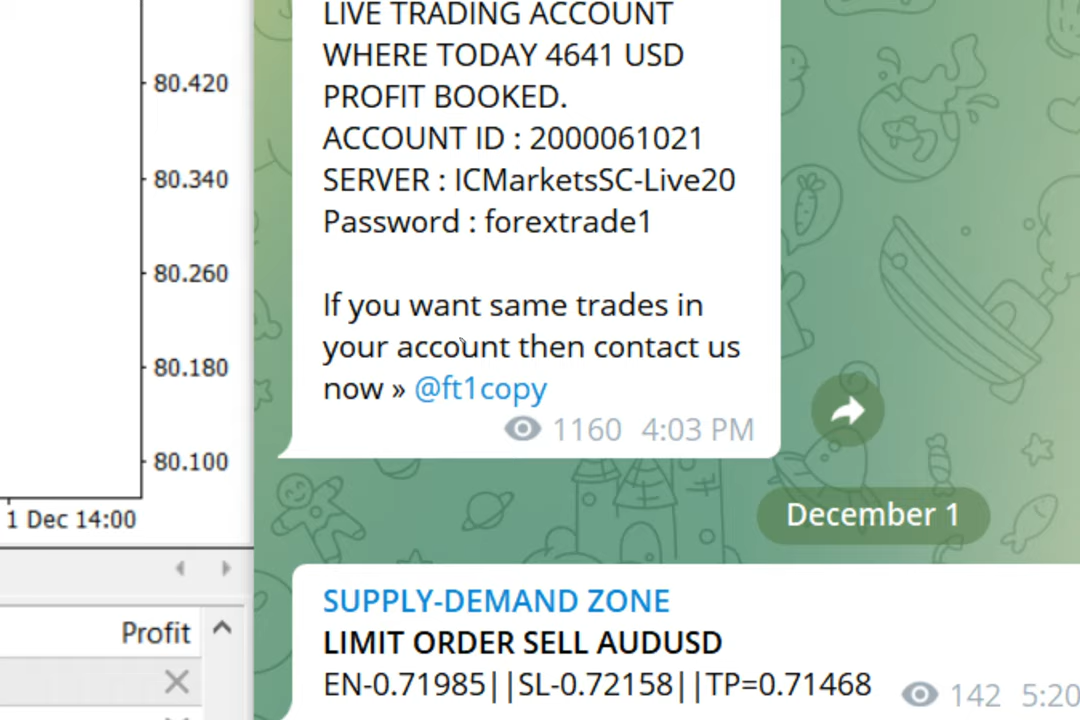 LIVE TRADING ACCOUNT
WHERE TODAY 4641 USD
PROFIT BOOKED.
ACCOUNT ID : 2000061021
SERVER : ICMarketsSC-Live20
Password : forextrade1
If you want same trades in
your account then contact us
now » @ft1copy
1160 4:03 PM
December 1
SUPPLY-DEMAND ZONE
LIMIT ORDER SELL AUDUSD
EN-0.71985||SL-0.72158||TP=0.71468
142 5:20
80.420
80.340
80.260
80.180
80.100
1 Dec 14:00
Profit